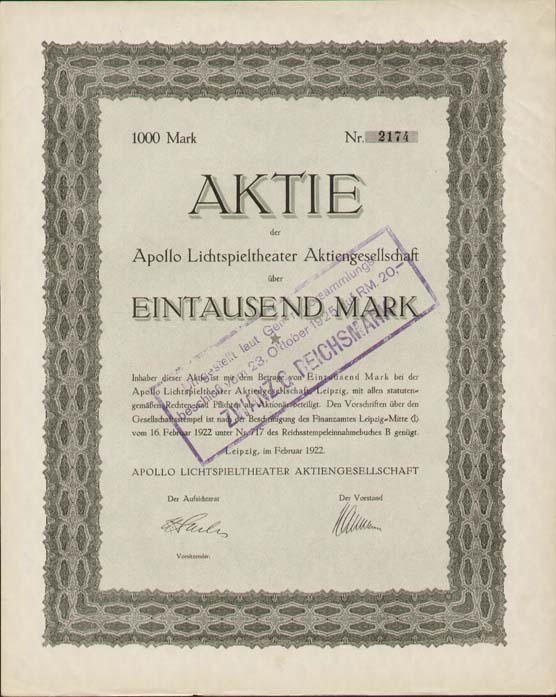 1000 Mark Nr. 2174
AKTIE
der
Apollo Lichtspieltheater Aktiengesellschaft
über
EINTAUSEND MARK
Umgestellt laut Gen. Versammlungs-
beschluß vom 23. Oktober 1925 auf RM. 20.-
REICHSMARK
Inhaber dieser Aktie ist mit dem Betrage von Eintausend Mark bei der
Apollo Lichtspieltheater Aktiengesellschaft, Leipzig, mit allen statuten-
gemäßen Rechten und Pflichten als Aktionär beteiligt. Den Vorschriften über den
Gesellschaftsstempel ist nach der Bescheinigung des Finanzamtes Leipzig-Mitte (I)
vom 16. Februar 1922 unter Nr. 717 des Reichsstempeleinnahmebuches B genügt.
Leipzig, im Februar 1922.
APOLLO LICHTSPIELTHEATER AKTIENGESELLSCHAFT
Der Aufsichtsrat Der Vorstand
Vorsitzender.